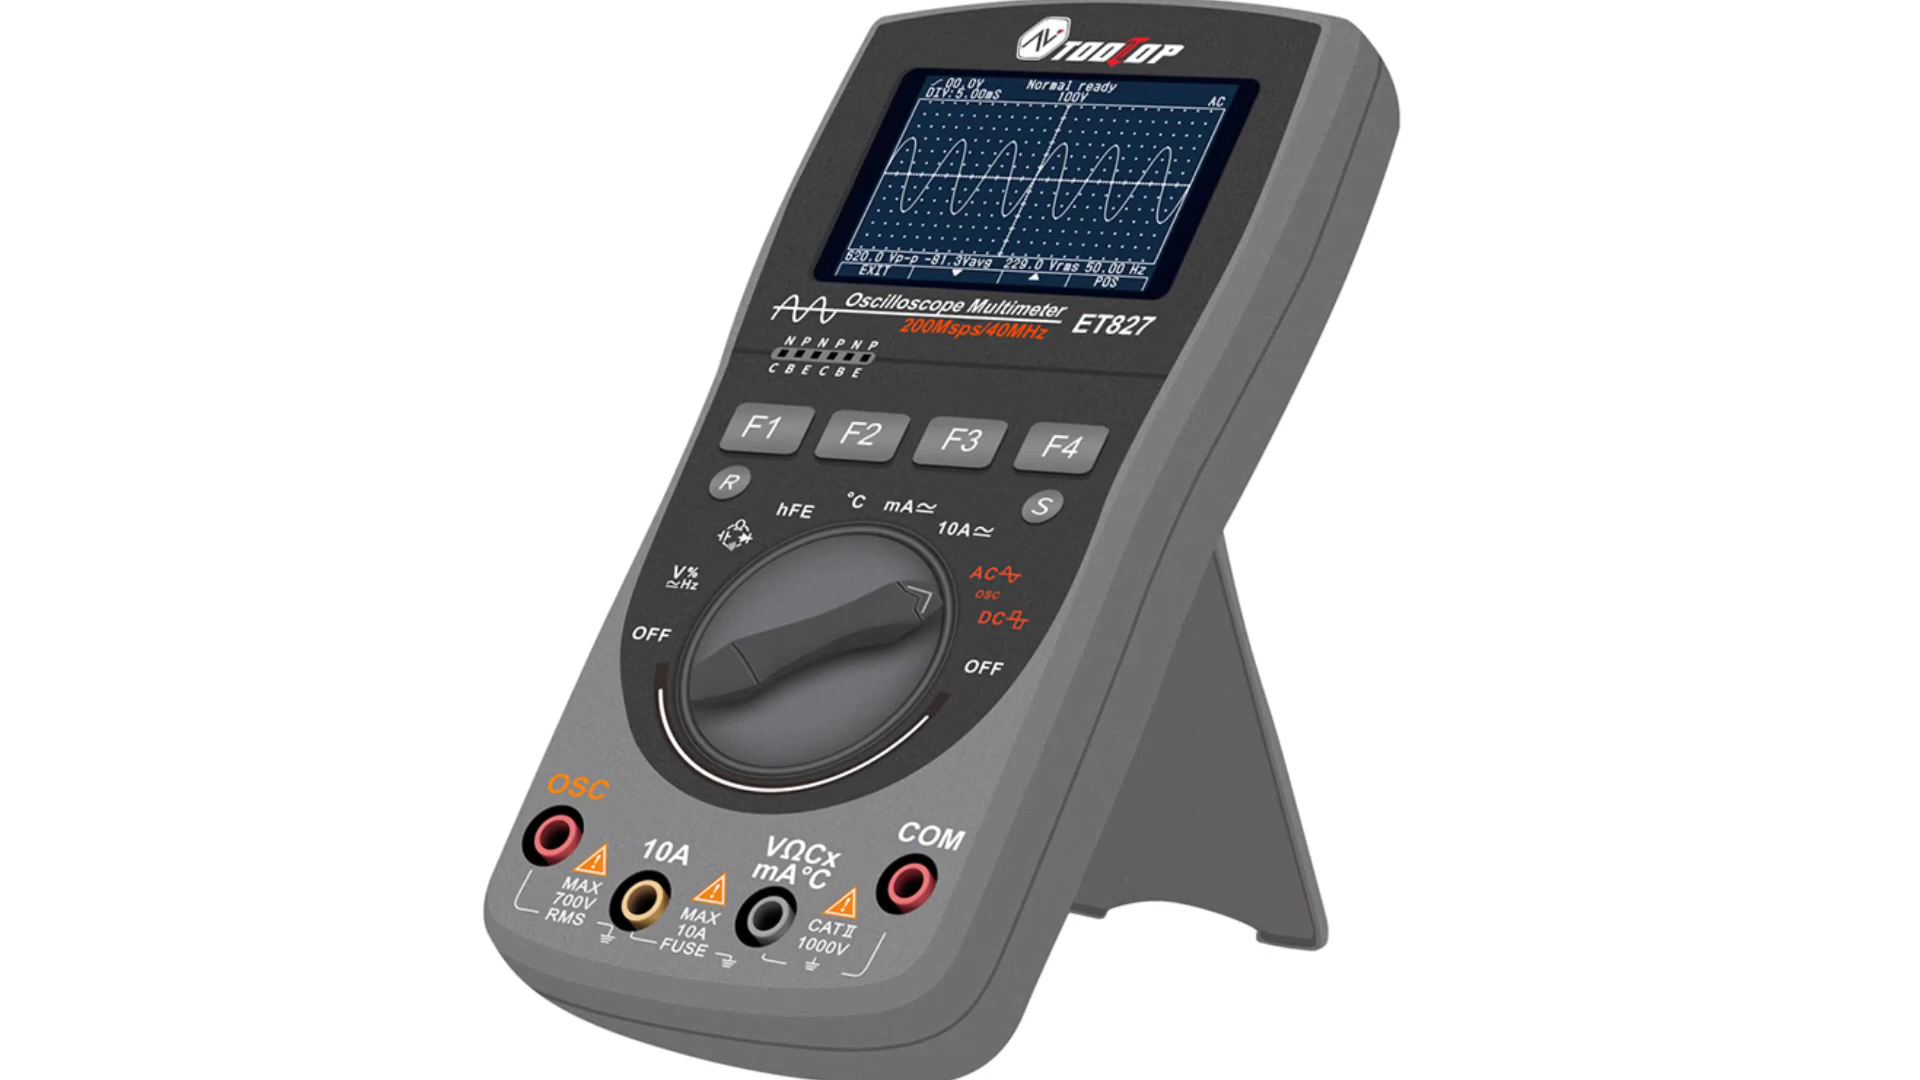 TOOLTOP
00.0V Normal ready
DIV:5.00mS 100V AC
620.0 Vp-p -81.3Vavg 229.0 Vrms 50.00 Hz
EXIT POS
Oscilloscope Multimeter
200Msps/40MHz ET827
N P N P N P
C B E C B E
F1 F2 F3 F4
R S
hFE °C mA≃ 10A≃
V%
≃Hz
AC
OSC
DC
OFF OFF
OSC
10A
VΩCx
mA°C
COM
MAX
700V
RMS
MAX
10A
FUSE
CAT II
1000V